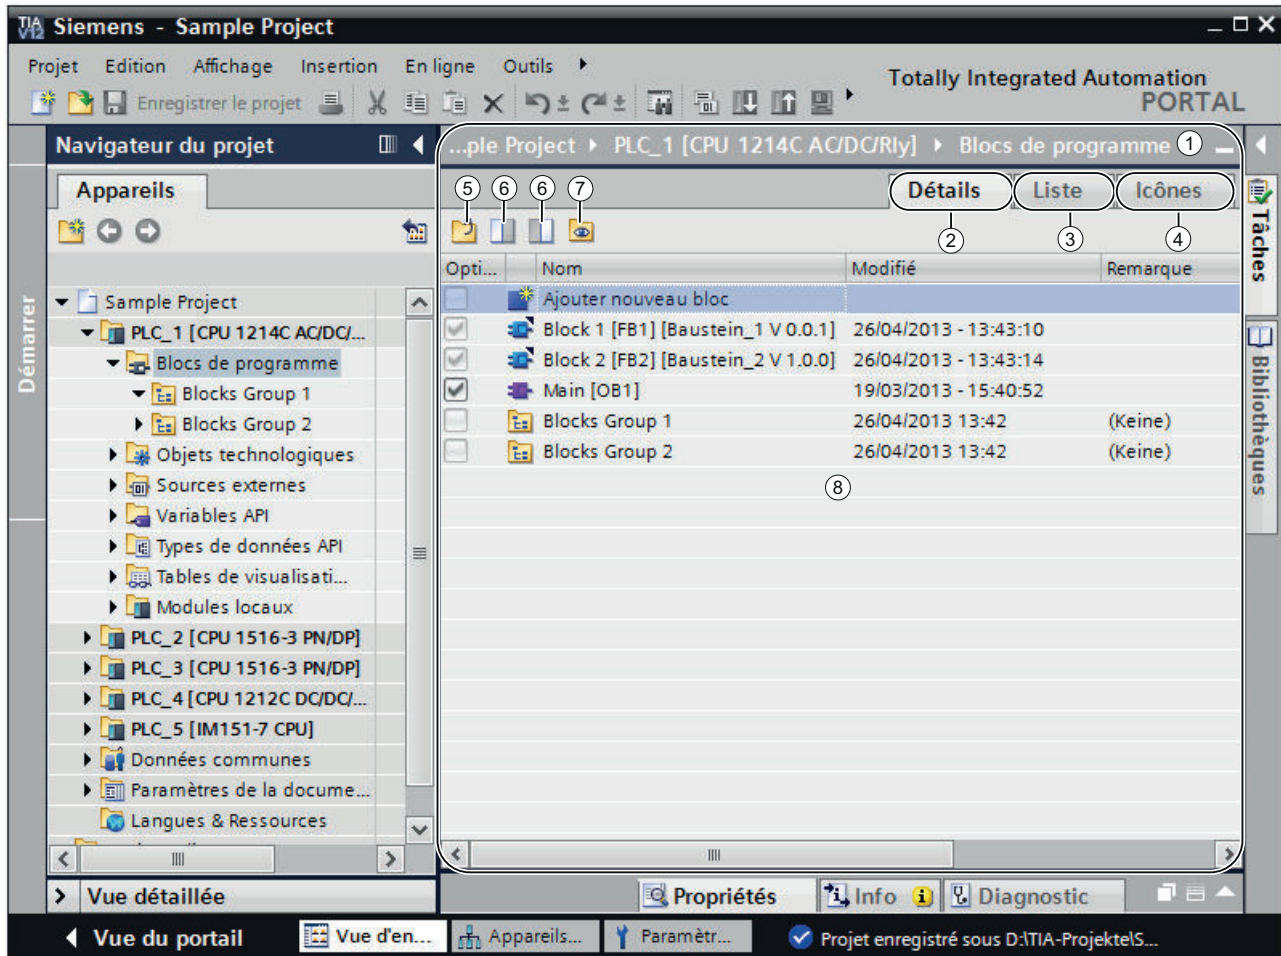 TIA V12 Siemens - Sample Project
Projet Edition Affichage Insertion En ligne Outils
Totally Integrated Automation
PORTAL
Enregistrer le projet
Navigateur du projet
...ple Project PLC_1 [CPU 1214C AC/DC/Rly] Blocs de programme 1
Appareils
5 6 6 7
Détails Liste Icônes
2 3 4
Opti... Nom Modifié Remarque
Ajouter nouveau bloc
Block 1 [FB1] [Baustein_1 V 0.0.1] 26/04/2013 - 13:43:10
Block 2 [FB2] [Baustein_2 V 1.0.0] 26/04/2013 - 13:43:14
Main [OB1] 19/03/2013 - 15:40:52
Blocks Group 1 26/04/2013 13:42 (Keine)
Blocks Group 2 26/04/2013 13:42 (Keine)
8
Démarrer
Sample Project
PLC_1 [CPU 1214C AC/DC/...
Blocs de programme
Blocks Group 1
Blocks Group 2
Objets technologiques
Sources externes
Variables API
Types de données API
Tables de visualisati...
Modules locaux
PLC_2 [CPU 1516-3 PN/DP]
PLC_3 [CPU 1516-3 PN/DP]
PLC_4 [CPU 1212C DC/DC/...
PLC_5 [IM151-7 CPU]
Données communes
Paramètres de la docume...
Langues & Ressources
Tâches
Bibliothèques
Vue détaillée
Propriétés Info Diagnostic
Vue du portail Vue d'en... Appareils... Paramètr... Projet enregistré sous D:\TIA-Projekte\S...